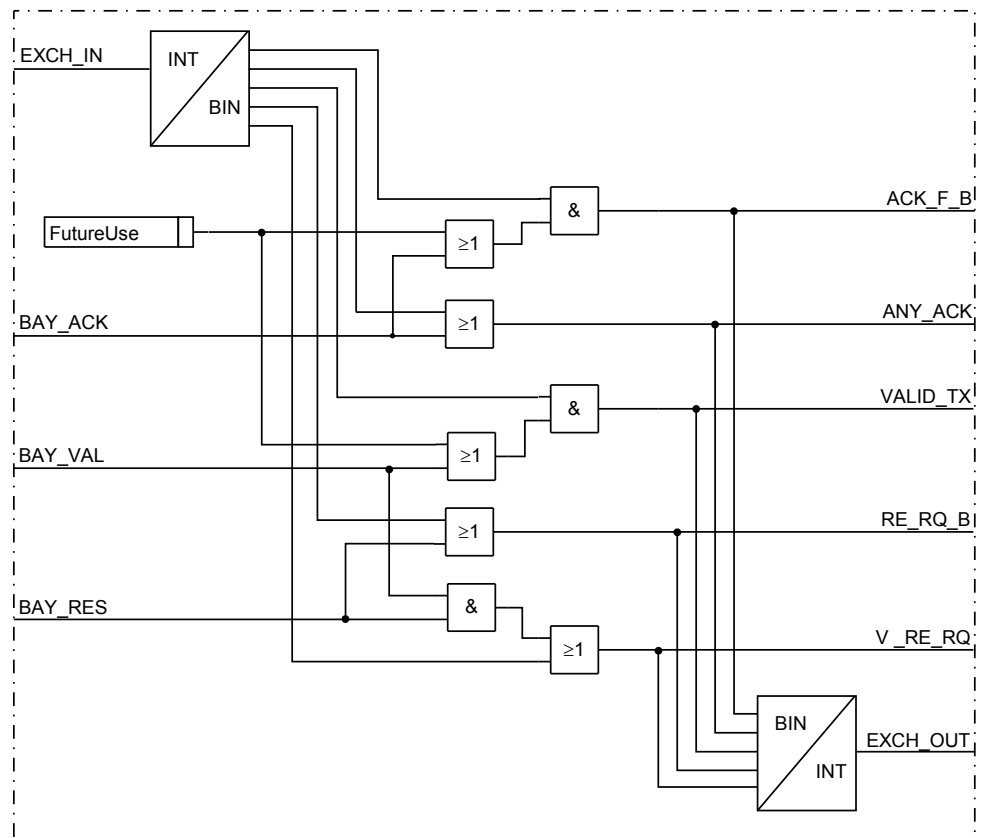 EXCH_IN
INT
BIN
ACK_F_B
&
FutureUse
≥1
ANY_ACK
BAY_ACK
≥1
VALID_TX
&
BAY_VAL
≥1
RE_RQ_B
≥1
BAY_RES
&
V _RE_RQ
≥1
BIN
EXCH_OUT
INT